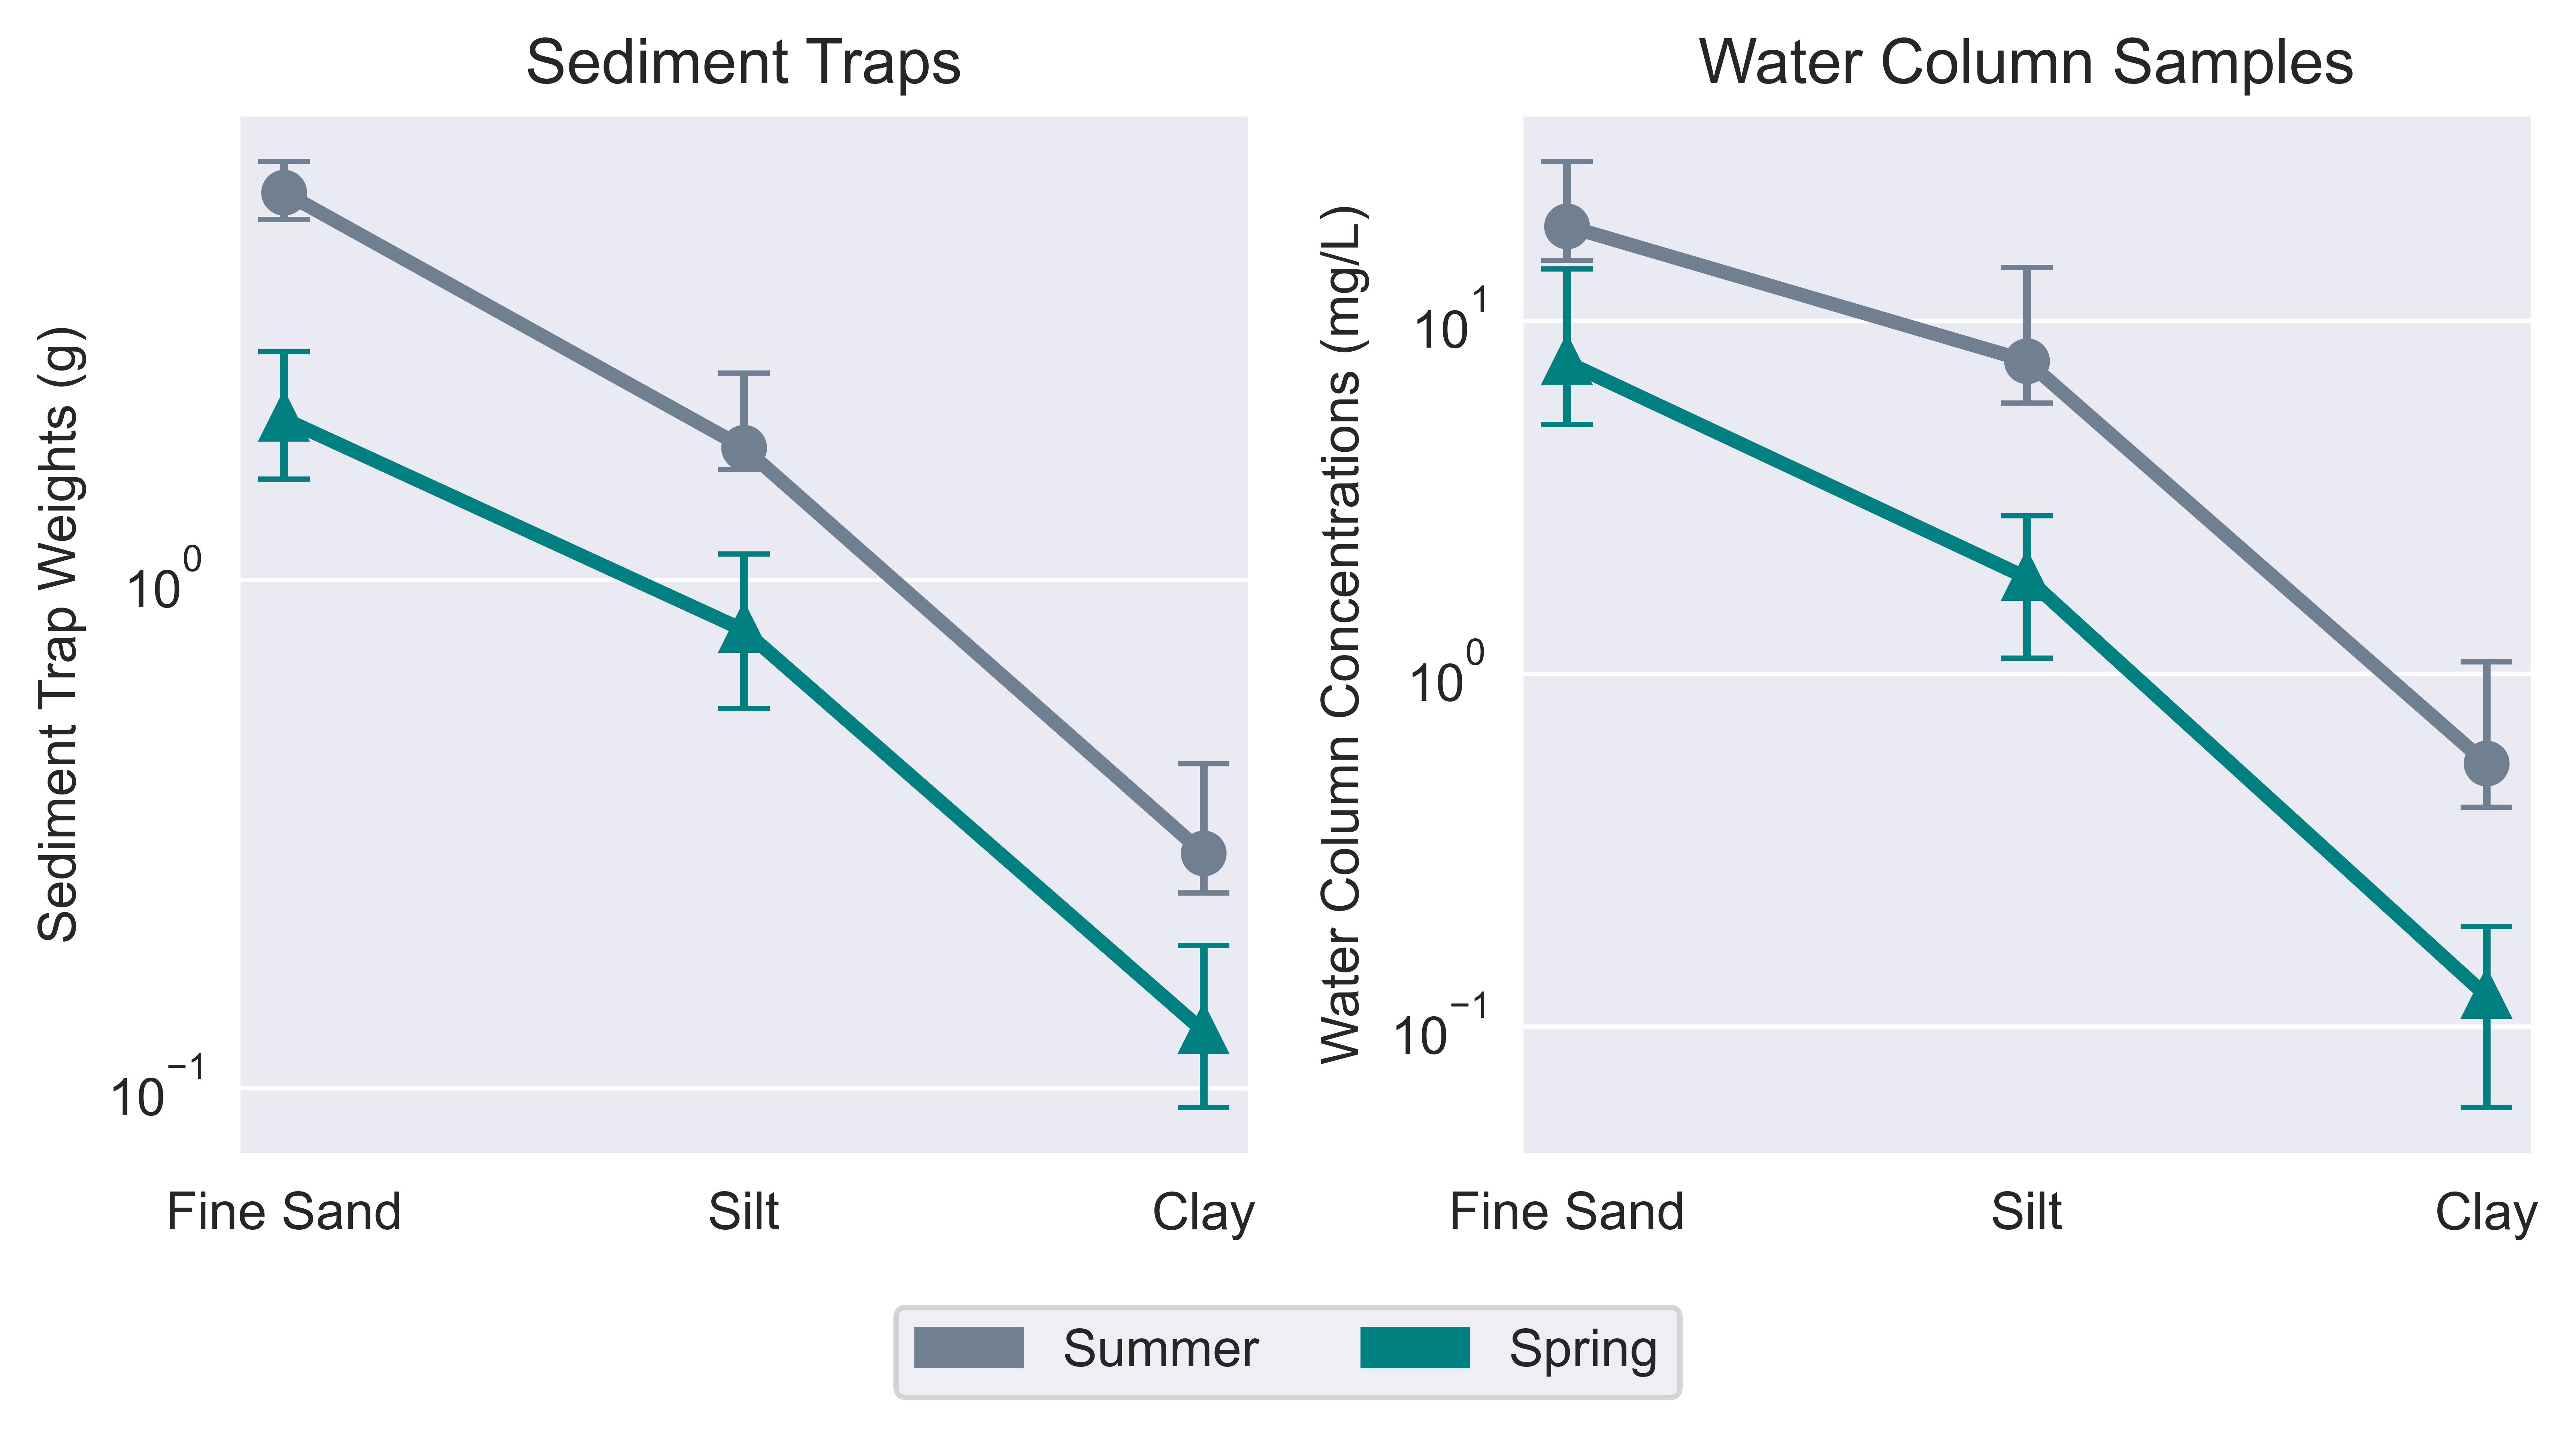 Sediment Traps
Sediment Trap Weights (g)
10⁰
10⁻¹
Fine Sand
Silt
Clay
Water Column Samples
Water Column Concentrations (mg/L)
10¹
10⁰
10⁻¹
Fine Sand
Silt
Clay
Summer
Spring